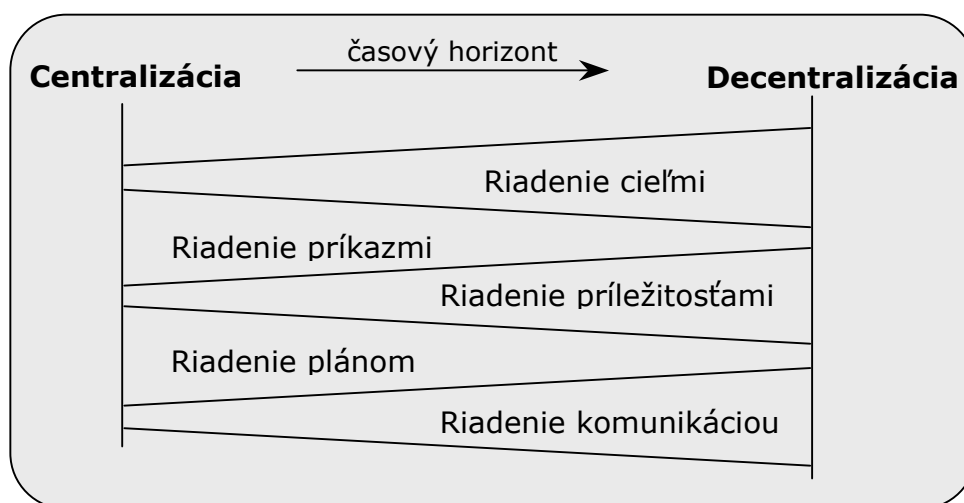 časový horizont
Centralizácia
Decentralizácia
Riadenie cieľmi
Riadenie príkazmi
Riadenie príležitosťami
Riadenie plánom
Riadenie komunikáciou